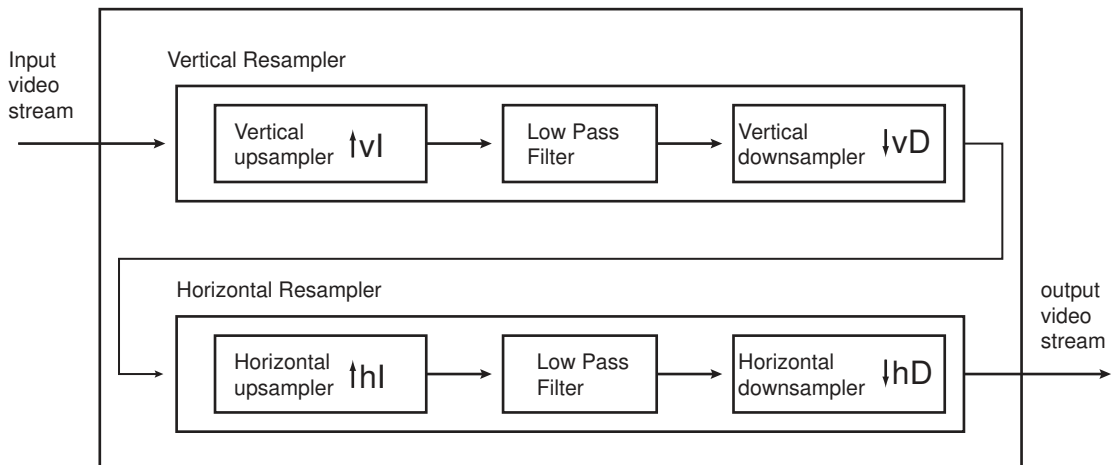 Input
video
stream
Vertical Resampler
Vertical
upsampler
↑vI
Low Pass
Filter
Vertical
downsampler
↓vD
Horizontal Resampler
Horizontal
upsampler
↑hI
Low Pass
Filter
Horizontal
downsampler
↓hD
output
video
stream